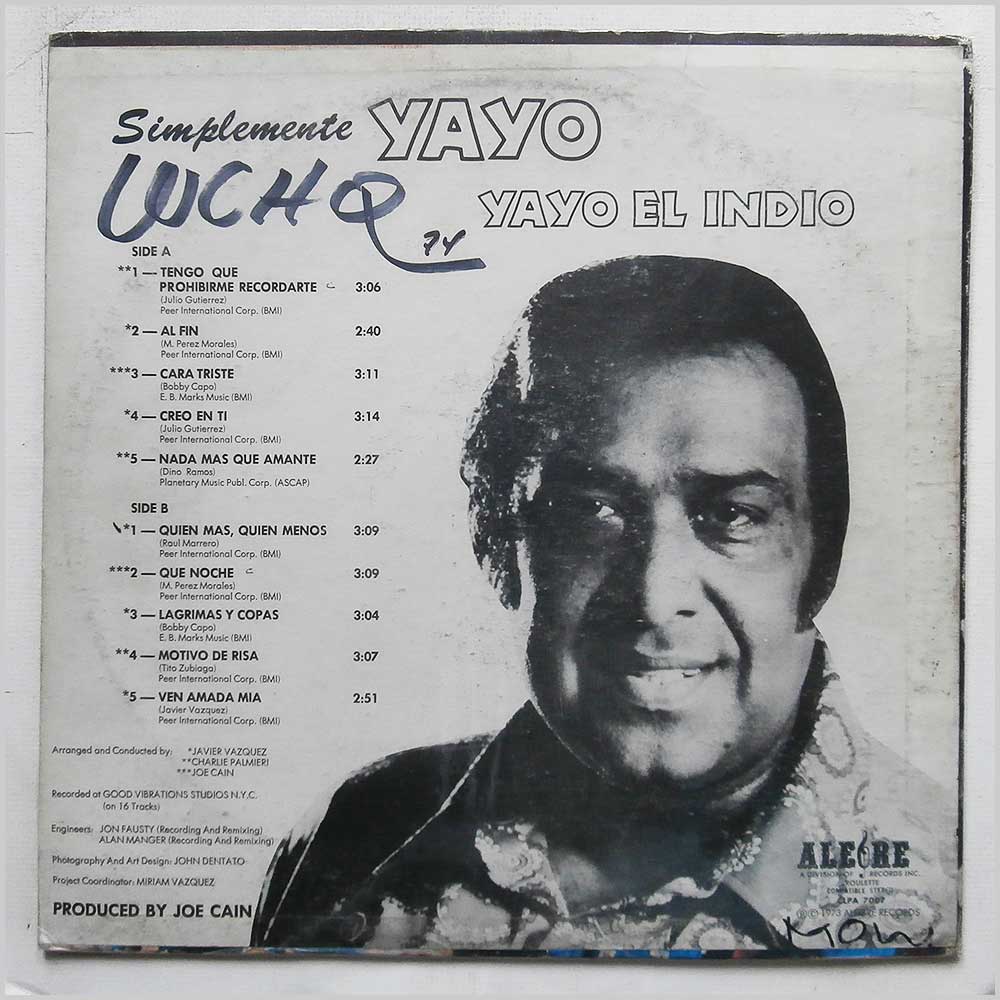 Simplemente YAYO
LUCHO
74
YAYO EL INDIO
SIDE A
**1 — TENGO QUE
PROHIBIRME RECORDARTE 3:06
(Julio Gutierrez)
Peer International Corp. (BMI)
*2 — AL FIN 2:40
(M. Perez Morales)
Peer International Corp. (BMI)
***3 — CARA TRISTE 3:11
(Bobby Capo)
E. B. Marks Music (BMI)
*4 — CREO EN TI 3:14
(Julio Gutierrez)
Peer International Corp. (BMI)
**5 — NADA MAS QUE AMANTE 2:27
(Dino Ramos)
Planetary Music Publ. Corp. (ASCAP)
SIDE B
*1 — QUIEN MAS, QUIEN MENOS 3:09
(Raul Marrero)
Peer International Corp. (BMI)
***2 — QUE NOCHE 3:09
(M. Perez Morales)
Peer International Corp. (BMI)
*3 — LAGRIMAS Y COPAS 3:04
(Bobby Capo)
E. B. Marks Music (BMI)
**4 — MOTIVO DE RISA 3:07
(Tito Zubiaga)
Peer International Corp. (BMI)
*5 — VEN AMADA MIA 2:51
(Javier Vazquez)
Peer International Corp. (BMI)
Arranged and Conducted by: *JAVIER VAZQUEZ
**CHARLIE PALMIERI
***JOE CAIN
Recorded at GOOD VIBRATIONS STUDIOS N.Y.C.
(on 16 Tracks)
Engineers: JON FAUSTY (Recording And Remixing)
ALAN MANGER (Recording And Remixing)
Photography And Art Design: JOHN DENTATO
Project Coordinator: MIRIAM VAZQUEZ
PRODUCED BY JOE CAIN
ALEGRE
A DIVISION OF RECORDS INC.
ROULETTE
COMPATIBLE STEREO
CLPA 7007
Ⓟ © 1973 ALEGRE RECORDS